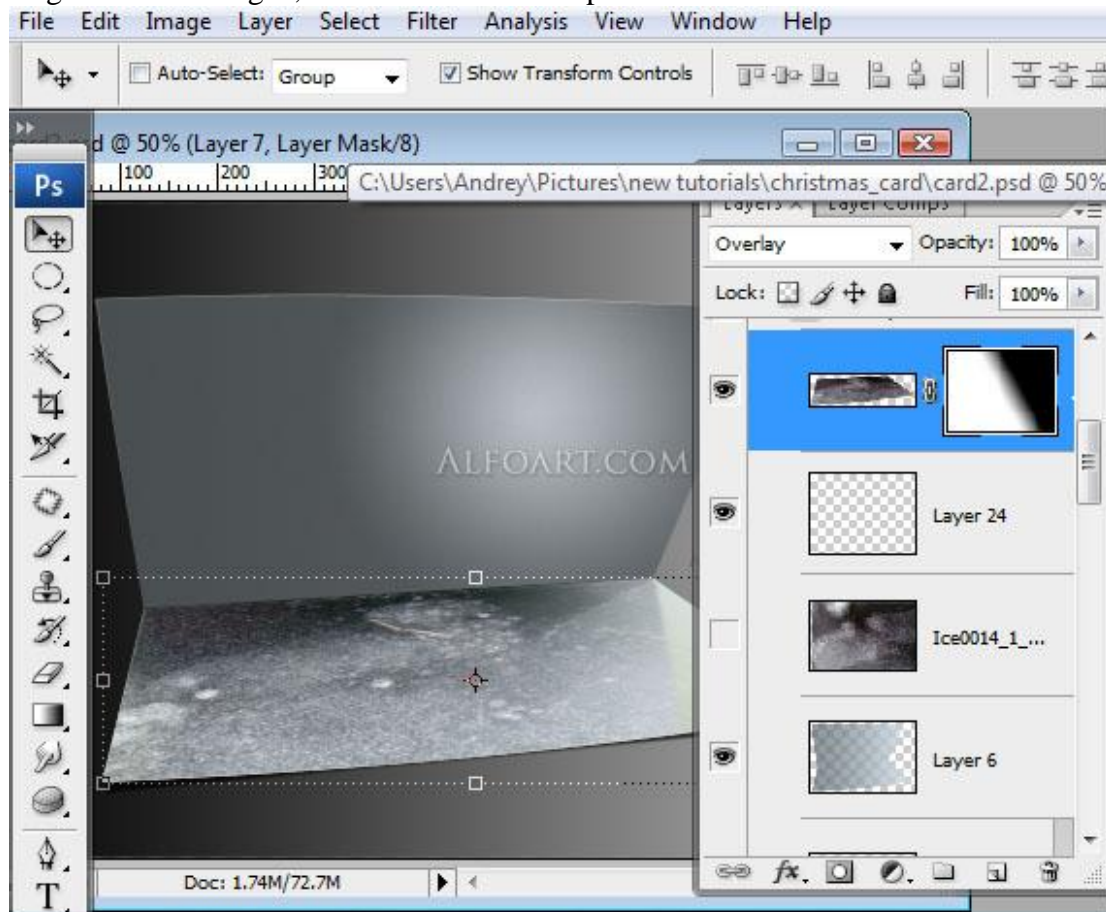 File Edit Image Layer Select Filter Analysis View Window Help
Auto-Select: Group Show Transform Controls
d @ 50% (Layer 7, Layer Mask/8)
100 200 300
C:\Users\Andrey\Pictures\new tutorials\christmas_card\card2.psd @ 50%
Ps
Layers × Layer Comps
Overlay Opacity: 100%
Lock: Fill: 100%
ALFOART.COM
Layer 24
Ice0014_1_...
Layer 6
fx.
Doc: 1.74M/72.7M
T